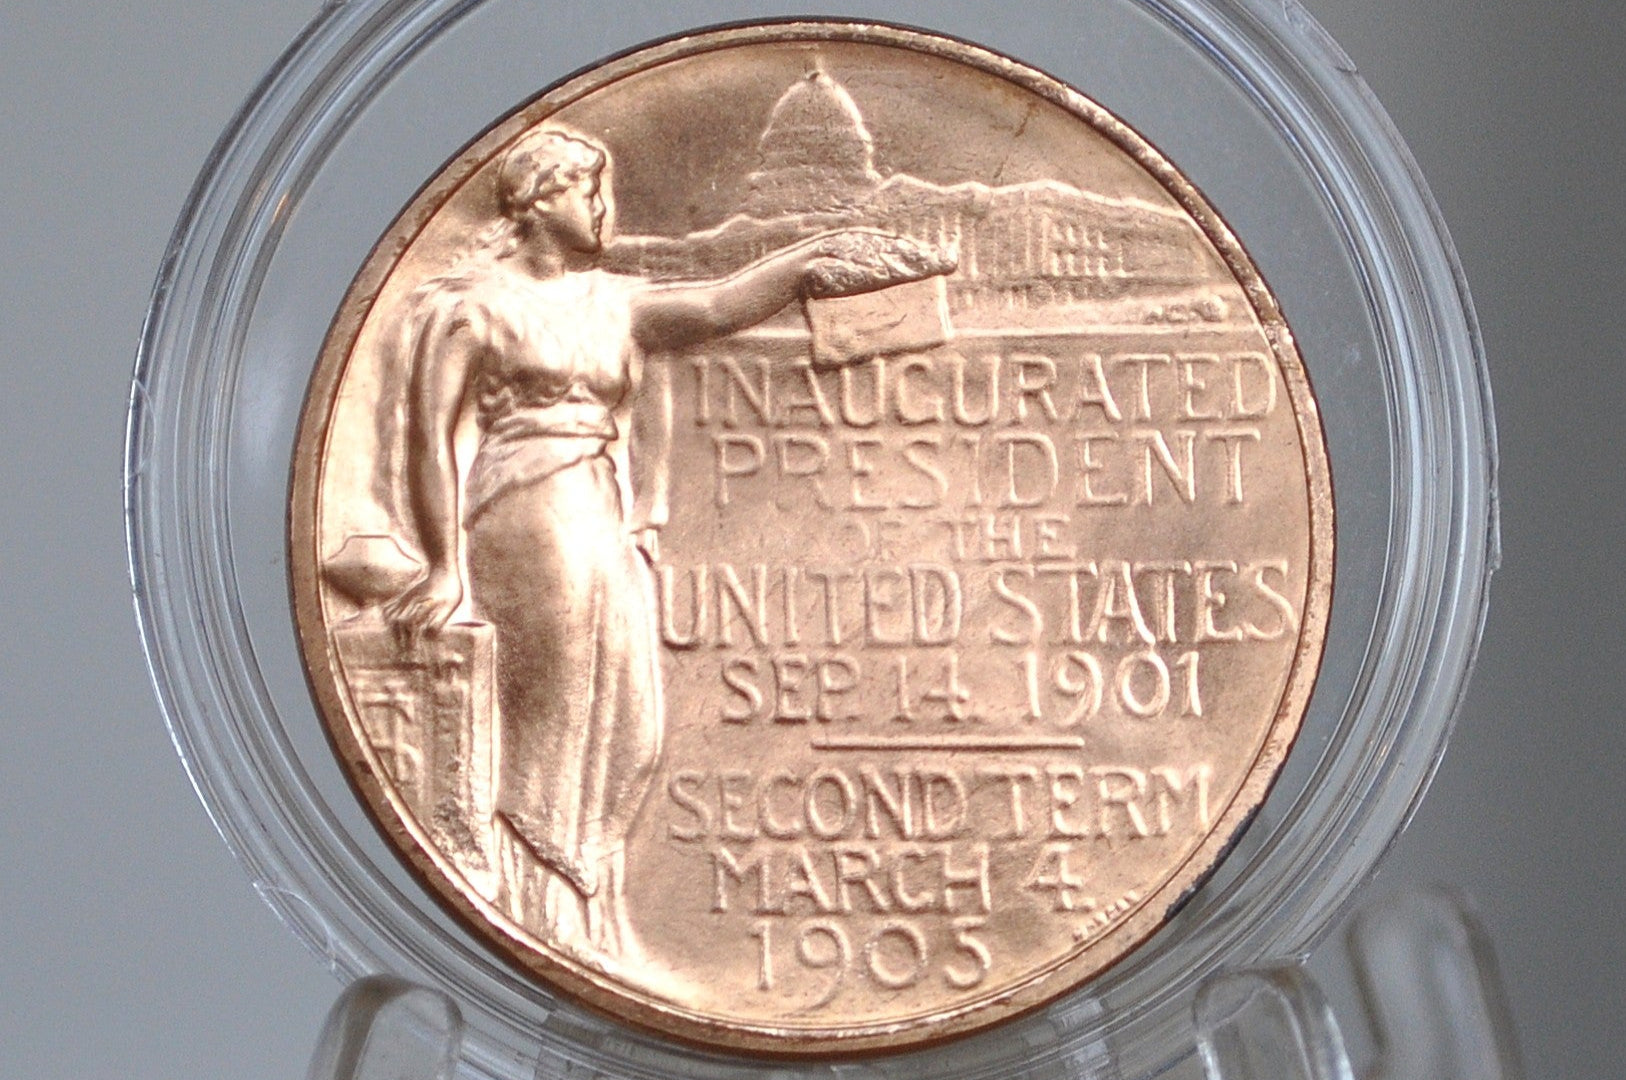 INAUGURATED
PRESIDENT
OF THE
UNITED STATES
SEP. 14. 1901
SECOND TERM
MARCH 4
1905